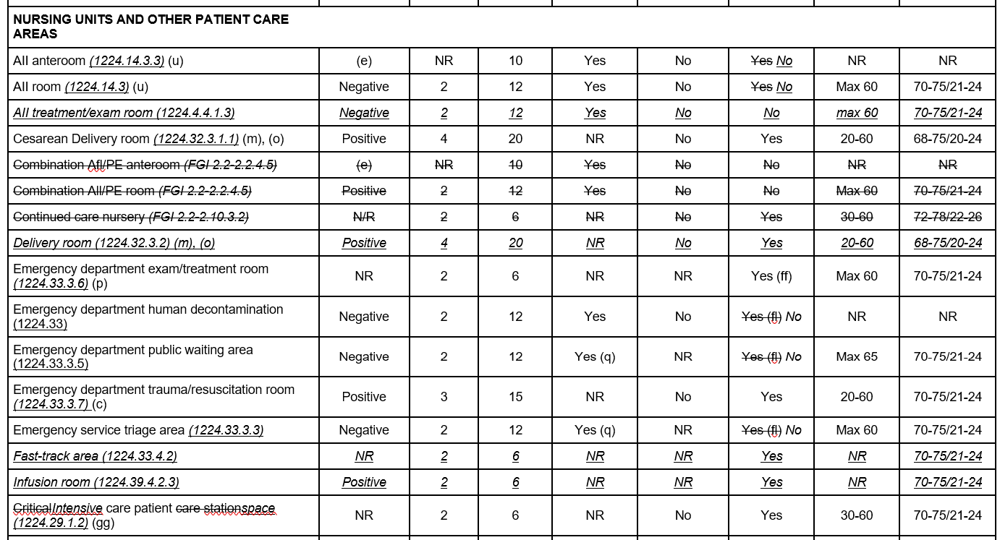 NURSING UNITS AND OTHER PATIENT CARE
AREAS
AII anteroom (1224.14.3.3) (u) (e) NR 10 Yes No Yes No NR NR
AII room (1224.14.3) (u) Negative 2 12 Yes No Yes No Max 60 70-75/21-24
AII treatment/exam room (1224.4.4.1.3) Negative 2 12 Yes No No max 60 70-75/21-24
Cesarean Delivery room (1224.32.3.1.1) (m), (o) Positive 4 20 NR No Yes 20-60 68-75/20-24
Combination AfI/PE anteroom (FGI 2.2-2.2.4.5) (e) NR 10 Yes No No NR NR
Combination AII/PE room (FGI 2.2-2.2.4.5) Positive 2 12 Yes No No Max 60 70-75/21-24
Continued care nursery (FGI 2.2-2.10.3.2) N/R 2 6 NR No Yes 30-60 72-78/22-26
Delivery room (1224.32.3.2) (m), (o) Positive 4 20 NR No Yes 20-60 68-75/20-24
Emergency department exam/treatment room
(1224.33.3.6) (p) NR 2 6 NR NR Yes (ff) Max 60 70-75/21-24
Emergency department human decontamination
(1224.33) Negative 2 12 Yes No Yes (fl) No NR NR
Emergency department public waiting area
(1224.33.3.5) Negative 2 12 Yes (q) NR Yes (fl) No Max 65 70-75/21-24
Emergency department trauma/resuscitation room
(1224.33.3.7) (c) Positive 3 15 NR No Yes 20-60 70-75/21-24
Emergency service triage area (1224.33.3.3) Negative 2 12 Yes (q) NR Yes (fl) No Max 60 70-75/21-24
Fast-track area (1224.33.4.2) NR 2 6 NR NR Yes NR 70-75/21-24
Infusion room (1224.39.4.2.3) Positive 2 6 NR NR Yes NR 70-75/21-24
CriticalIntensive care patient care stationspace
(1224.29.1.2) (gg) NR 2 6 NR No Yes 30-60 70-75/21-24